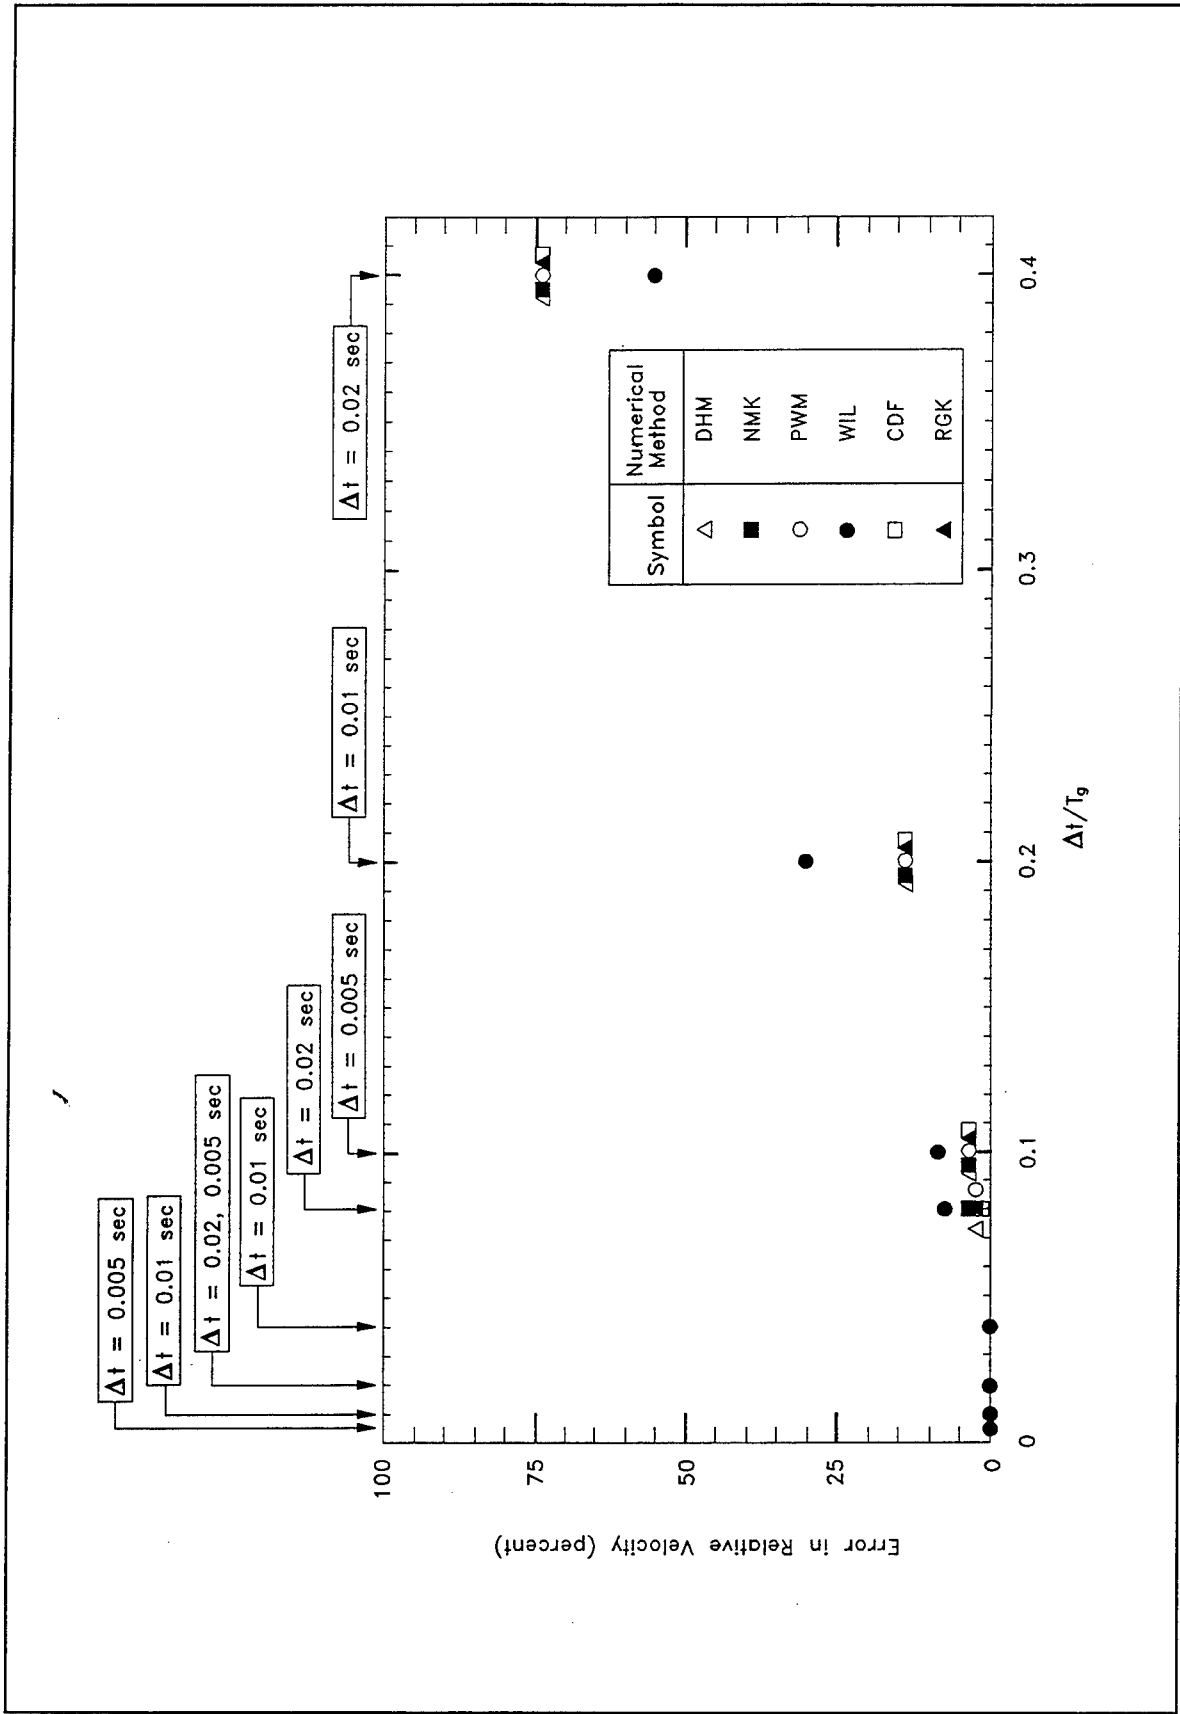 Δt = 0.005 sec
Δt = 0.01 sec
Δt = 0.02, 0.005 sec
Δt = 0.01 sec
Δt = 0.02 sec
Δt = 0.005 sec
Δt = 0.01 sec
Δt = 0.02 sec
Error in Relative Velocity (percent)
100
75
50
25
0
0
0.1
0.2
0.3
0.4
Δt/Tg
Symbol Numerical Method
DHM
NMK
PWM
WIL
CDF
RGK